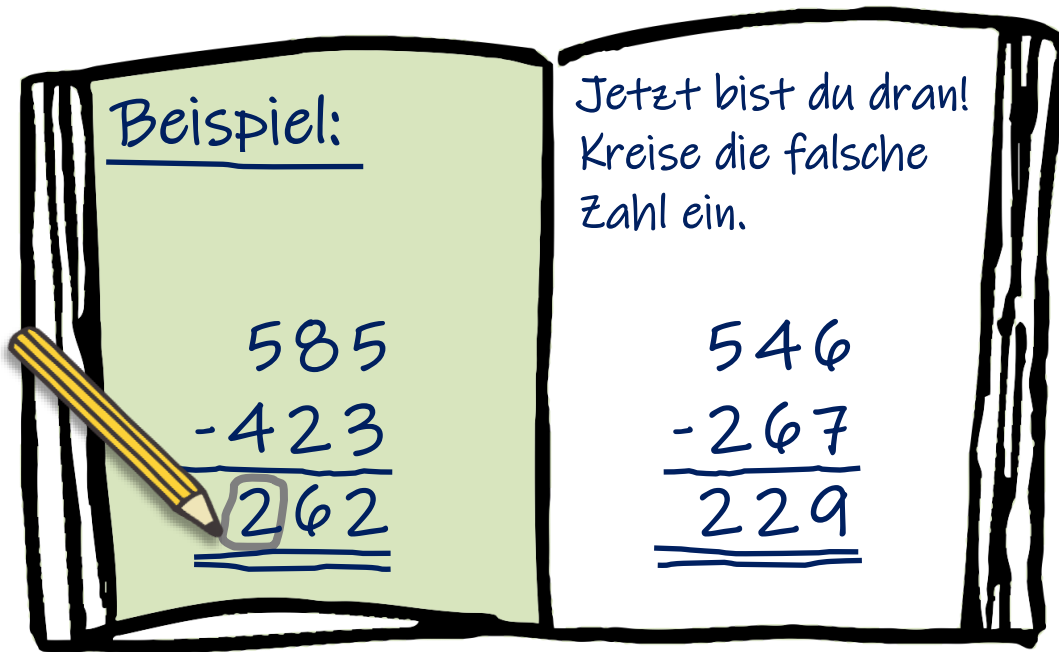 Beispiel:
585
-423
262
Jetzt bist du dran!
Kreise die falsche
Zahl ein.
546
-267
229